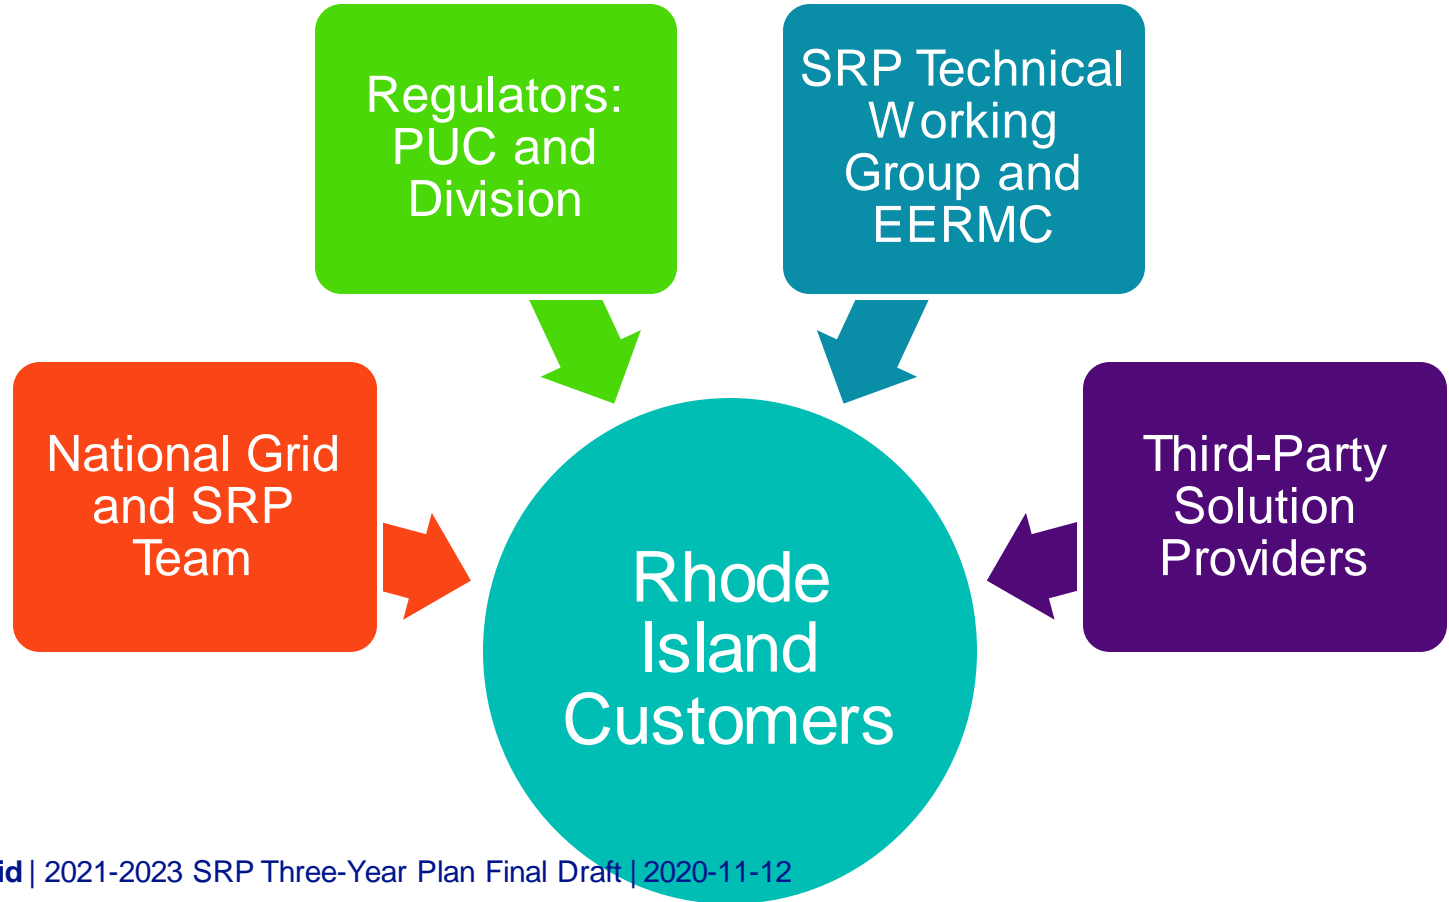 Regulators:
PUC and
Division
SRP Technical
Working
Group and
EERMC
National Grid
and SRP
Team
Third-Party
Solution
Providers
Rhode
Island
Customers
id | 2021-2023 SRP Three-Year Plan Final Draft | 2020-11-12